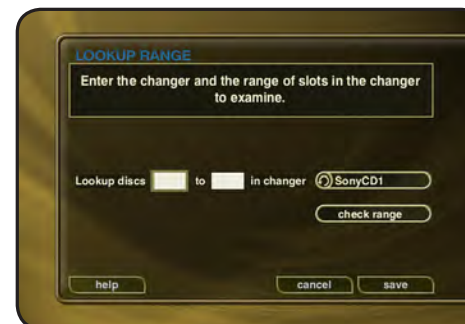 LOOKUP RANGE
Enter the changer and the range of slots in the changer
to examine.
Lookup discs to in changer SonyCD1
check range
help cancel save